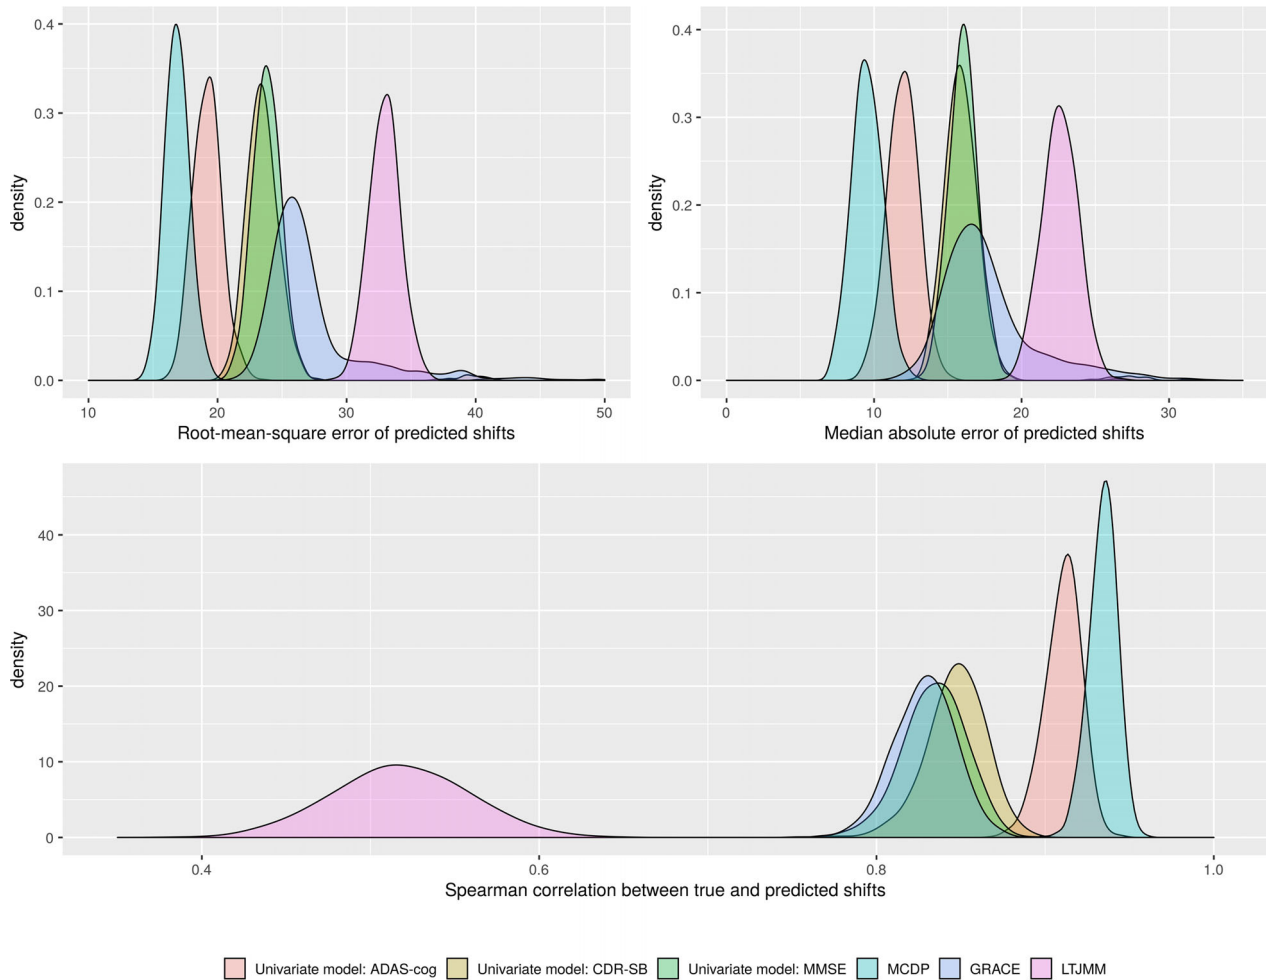 0.4
0.3
0.2
0.1
0.0
density
10 20 30 40 50
Root-mean-square error of predicted shifts
0.4
0.3
0.2
0.1
0.0
density
0 10 20 30
Median absolute error of predicted shifts
40
30
20
10
0
density
0.4 0.6 0.8 1.0
Spearman correlation between true and predicted shifts
Univariate model: ADAS-cog Univariate model: CDR-SB Univariate model: MMSE MCDP GRACE LTJMM